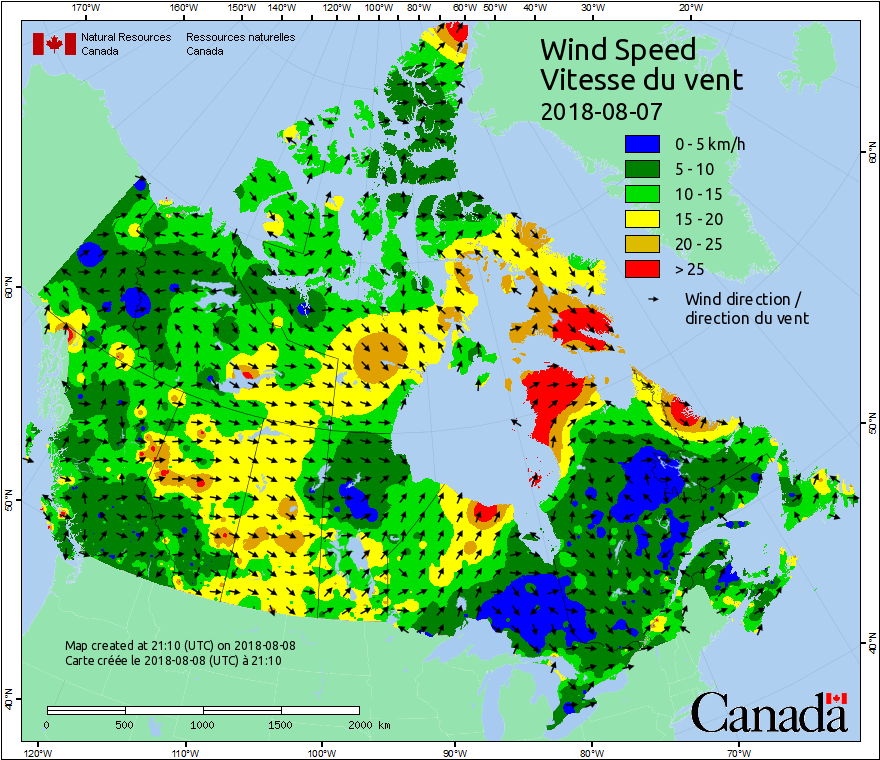 170°W 160°W 150°W 140°W 130°W 120°W 110°W 100°W 90°W 80°W 60°W 50°W 40°W 30°W 20°W
Natural Resources Canada
Ressources naturelles Canada
Wind Speed
Vitesse du vent
2018-08-07
0 - 5 km/h
5 - 10
10 - 15
15 - 20
20 - 25
> 25
Wind direction /
direction du vent
60°N
50°N
40°N
60°N
50°N
40°N
Map created at 21:10 (UTC) on 2018-08-08
Carte créée le 2018-08-08 (UTC) à 21:10
0 500 1000 1500 2000 km
Canada
120°W 110°W 100°W 90°W 80°W 70°W